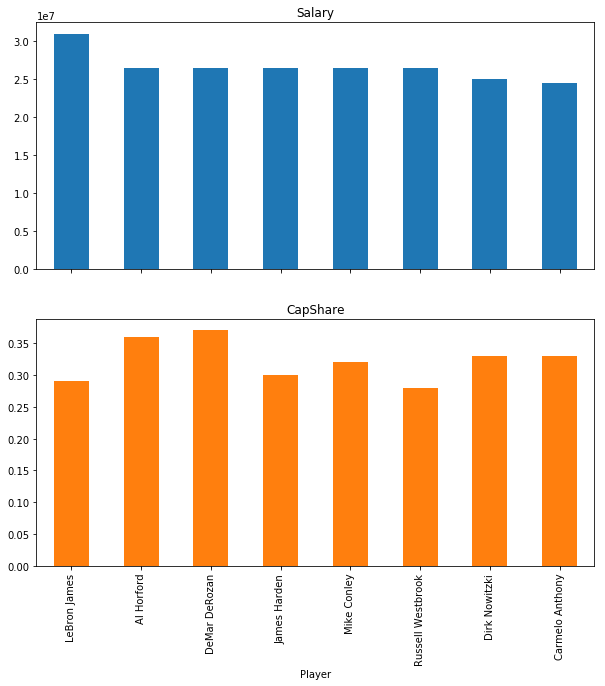 Salary
1e7
3.0
2.5
2.0
1.5
1.0
0.5
0.0
CapShare
0.35
0.30
0.25
0.20
0.15
0.10
0.05
0.00
LeBron James
Al Horford
DeMar DeRozan
James Harden
Mike Conley
Russell Westbrook
Dirk Nowitzki
Carmelo Anthony
Player